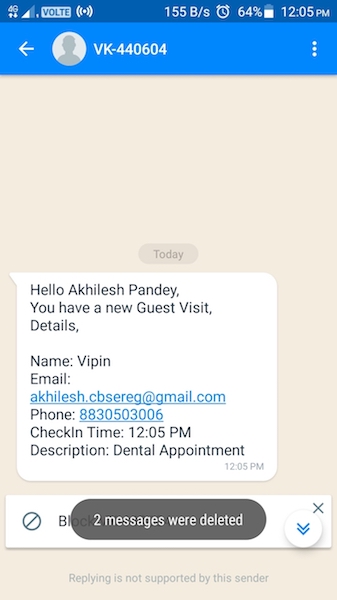 4G VOLTE 155 B/s 64% 12:05 PM
VK-440604
Today
Hello Akhilesh Pandey,
You have a new Guest Visit,
Details,
Name: Vipin
Email:
akhilesh.cbsereg@gmail.com
Phone: 8830503006
CheckIn Time: 12:05 PM
Description: Dental Appointment
12:05 PM
2 messages were deleted
Replying is not supported by this sender